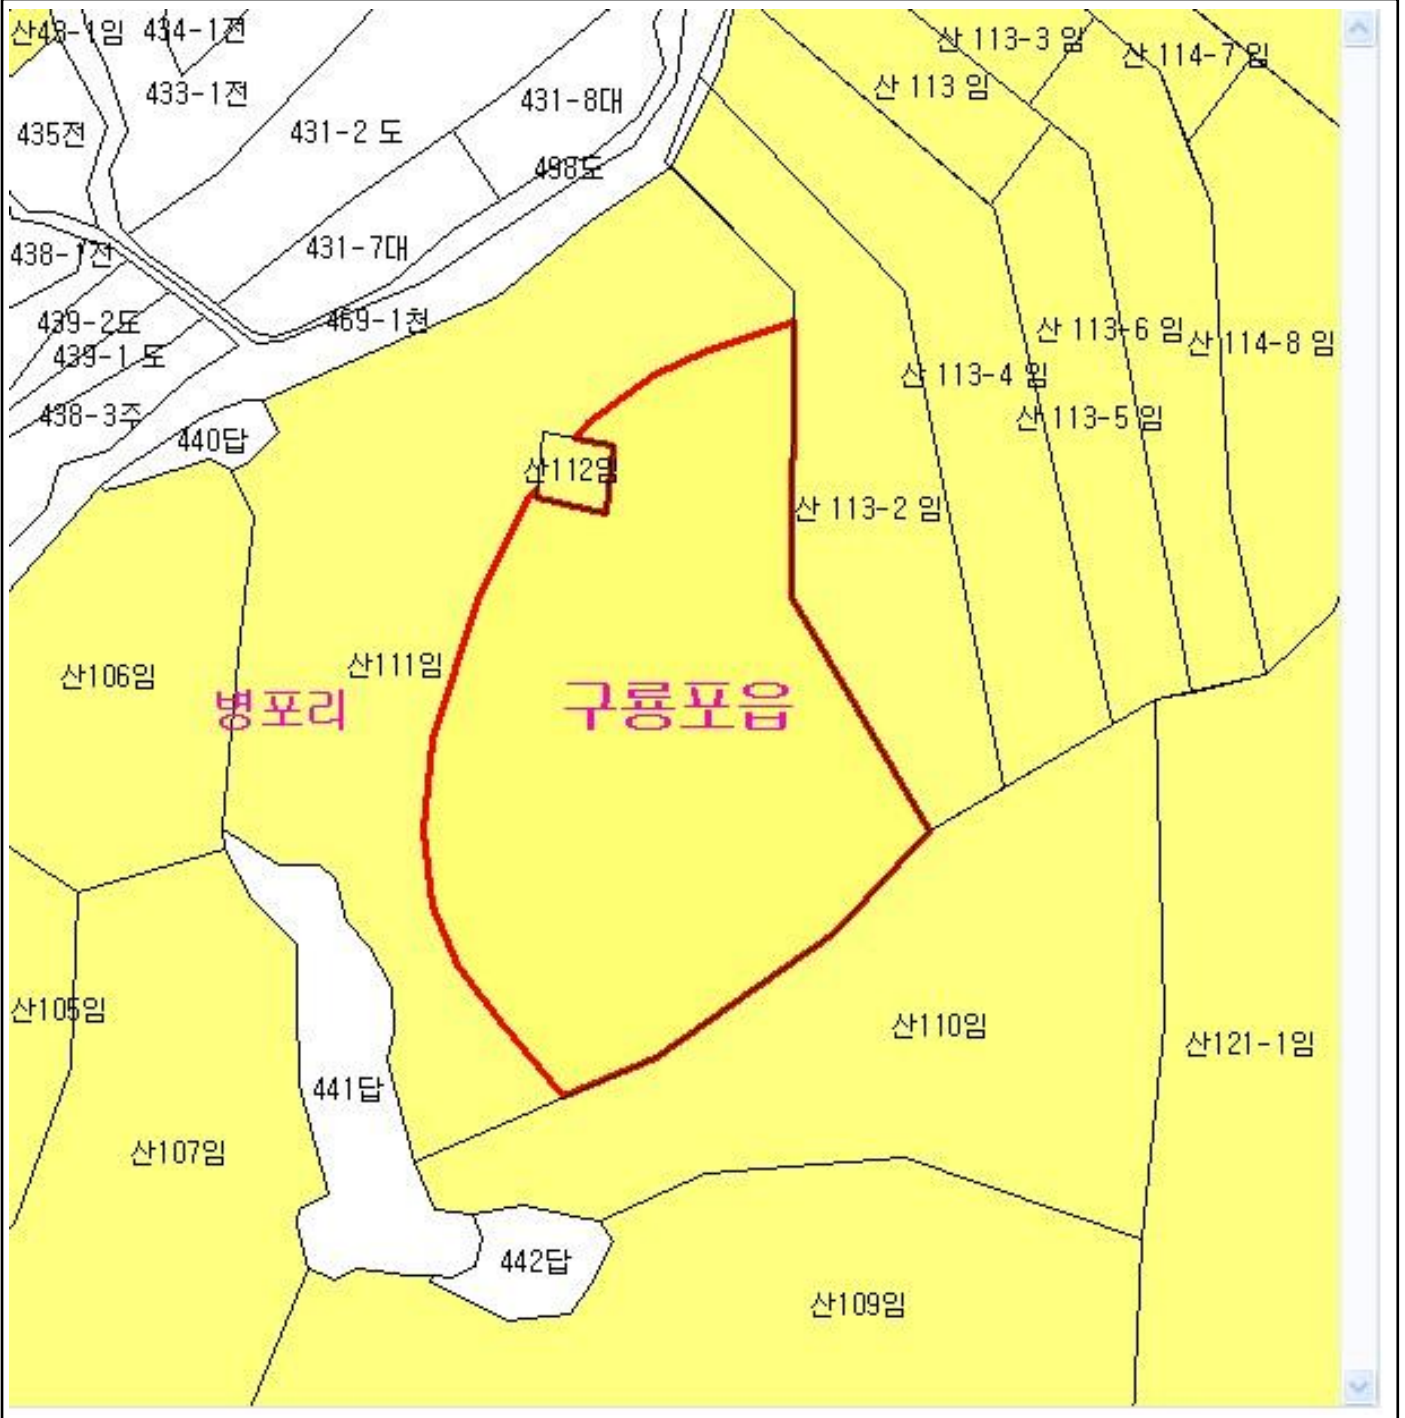 산43-1임
434-1전
433-1전
435전
431-2 도
431-8대
498도
431-7대
438-1전
439-2도
469-1천
439-1 도
438-3주
440답
산 113-3 임
산 113 임
산 114-7 임
산 113-6 임
산 114-8 임
산 113-4 임
산 113-5 임
산112임
산 113-2 임
산106임
산111임
병포리
구룡포읍
산105임
산110임
산121-1임
441답
산107임
442답
산109임